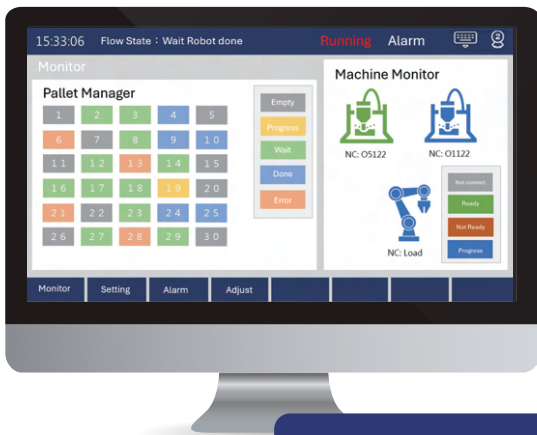 15:33:06 Flow State : Wait Robot done Running Alarm 2
Monitor
Pallet Manager
1 2 3 4 5
6 7 8 9 10
11 12 13 14 15
16 17 18 19 20
21 22 23 24 25
26 27 28 29 30
Empty
Progress
Wait
Done
Error
Machine Monitor
NC: O5122 NC: O1122
NC: Load
Not connect
Ready
Not Ready
Progress
Monitor Setting Alarm Adjust